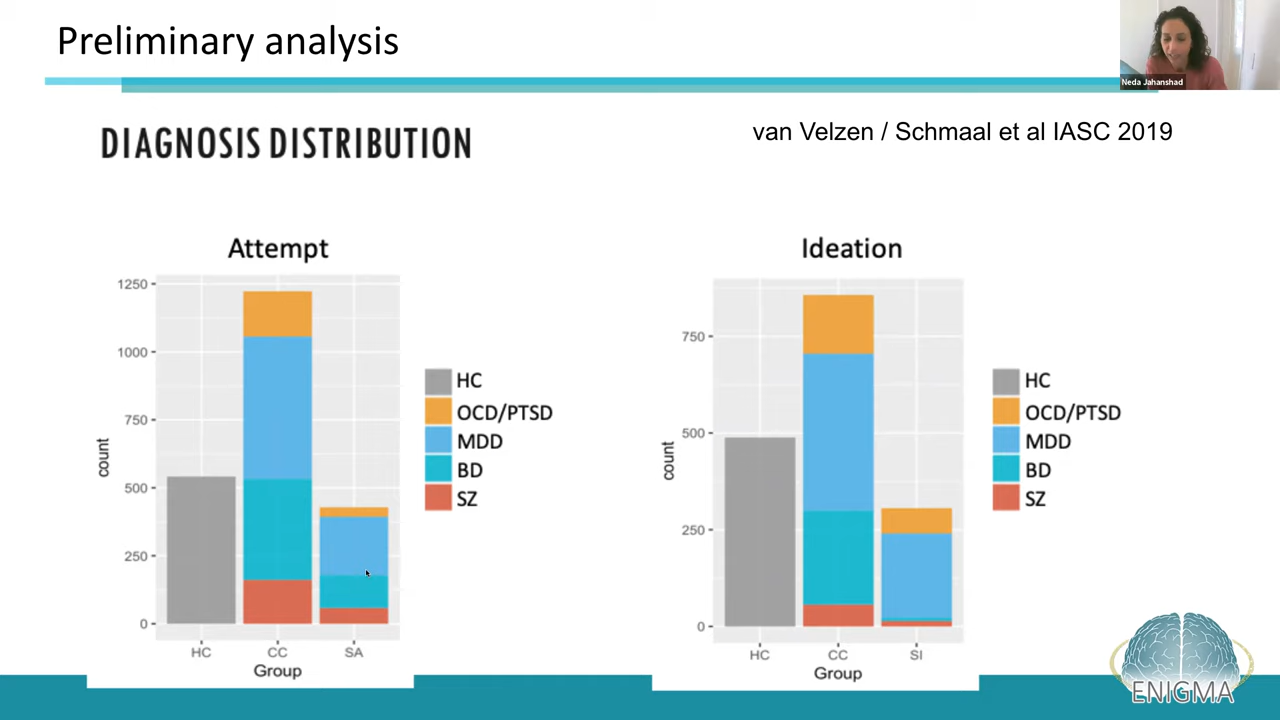 Preliminary analysis
Neda Jahanshad
DIAGNOSIS DISTRIBUTION
van Velzen / Schmaal et al IASC 2019
Attempt
1250
1000
750
500
250
0
count
HC
CC
SA
Group
HC
OCD/PTSD
MDD
BD
SZ
Ideation
750
500
250
0
count
HC
CC
SI
Group
HC
OCD/PTSD
MDD
BD
SZ
ENIGMA